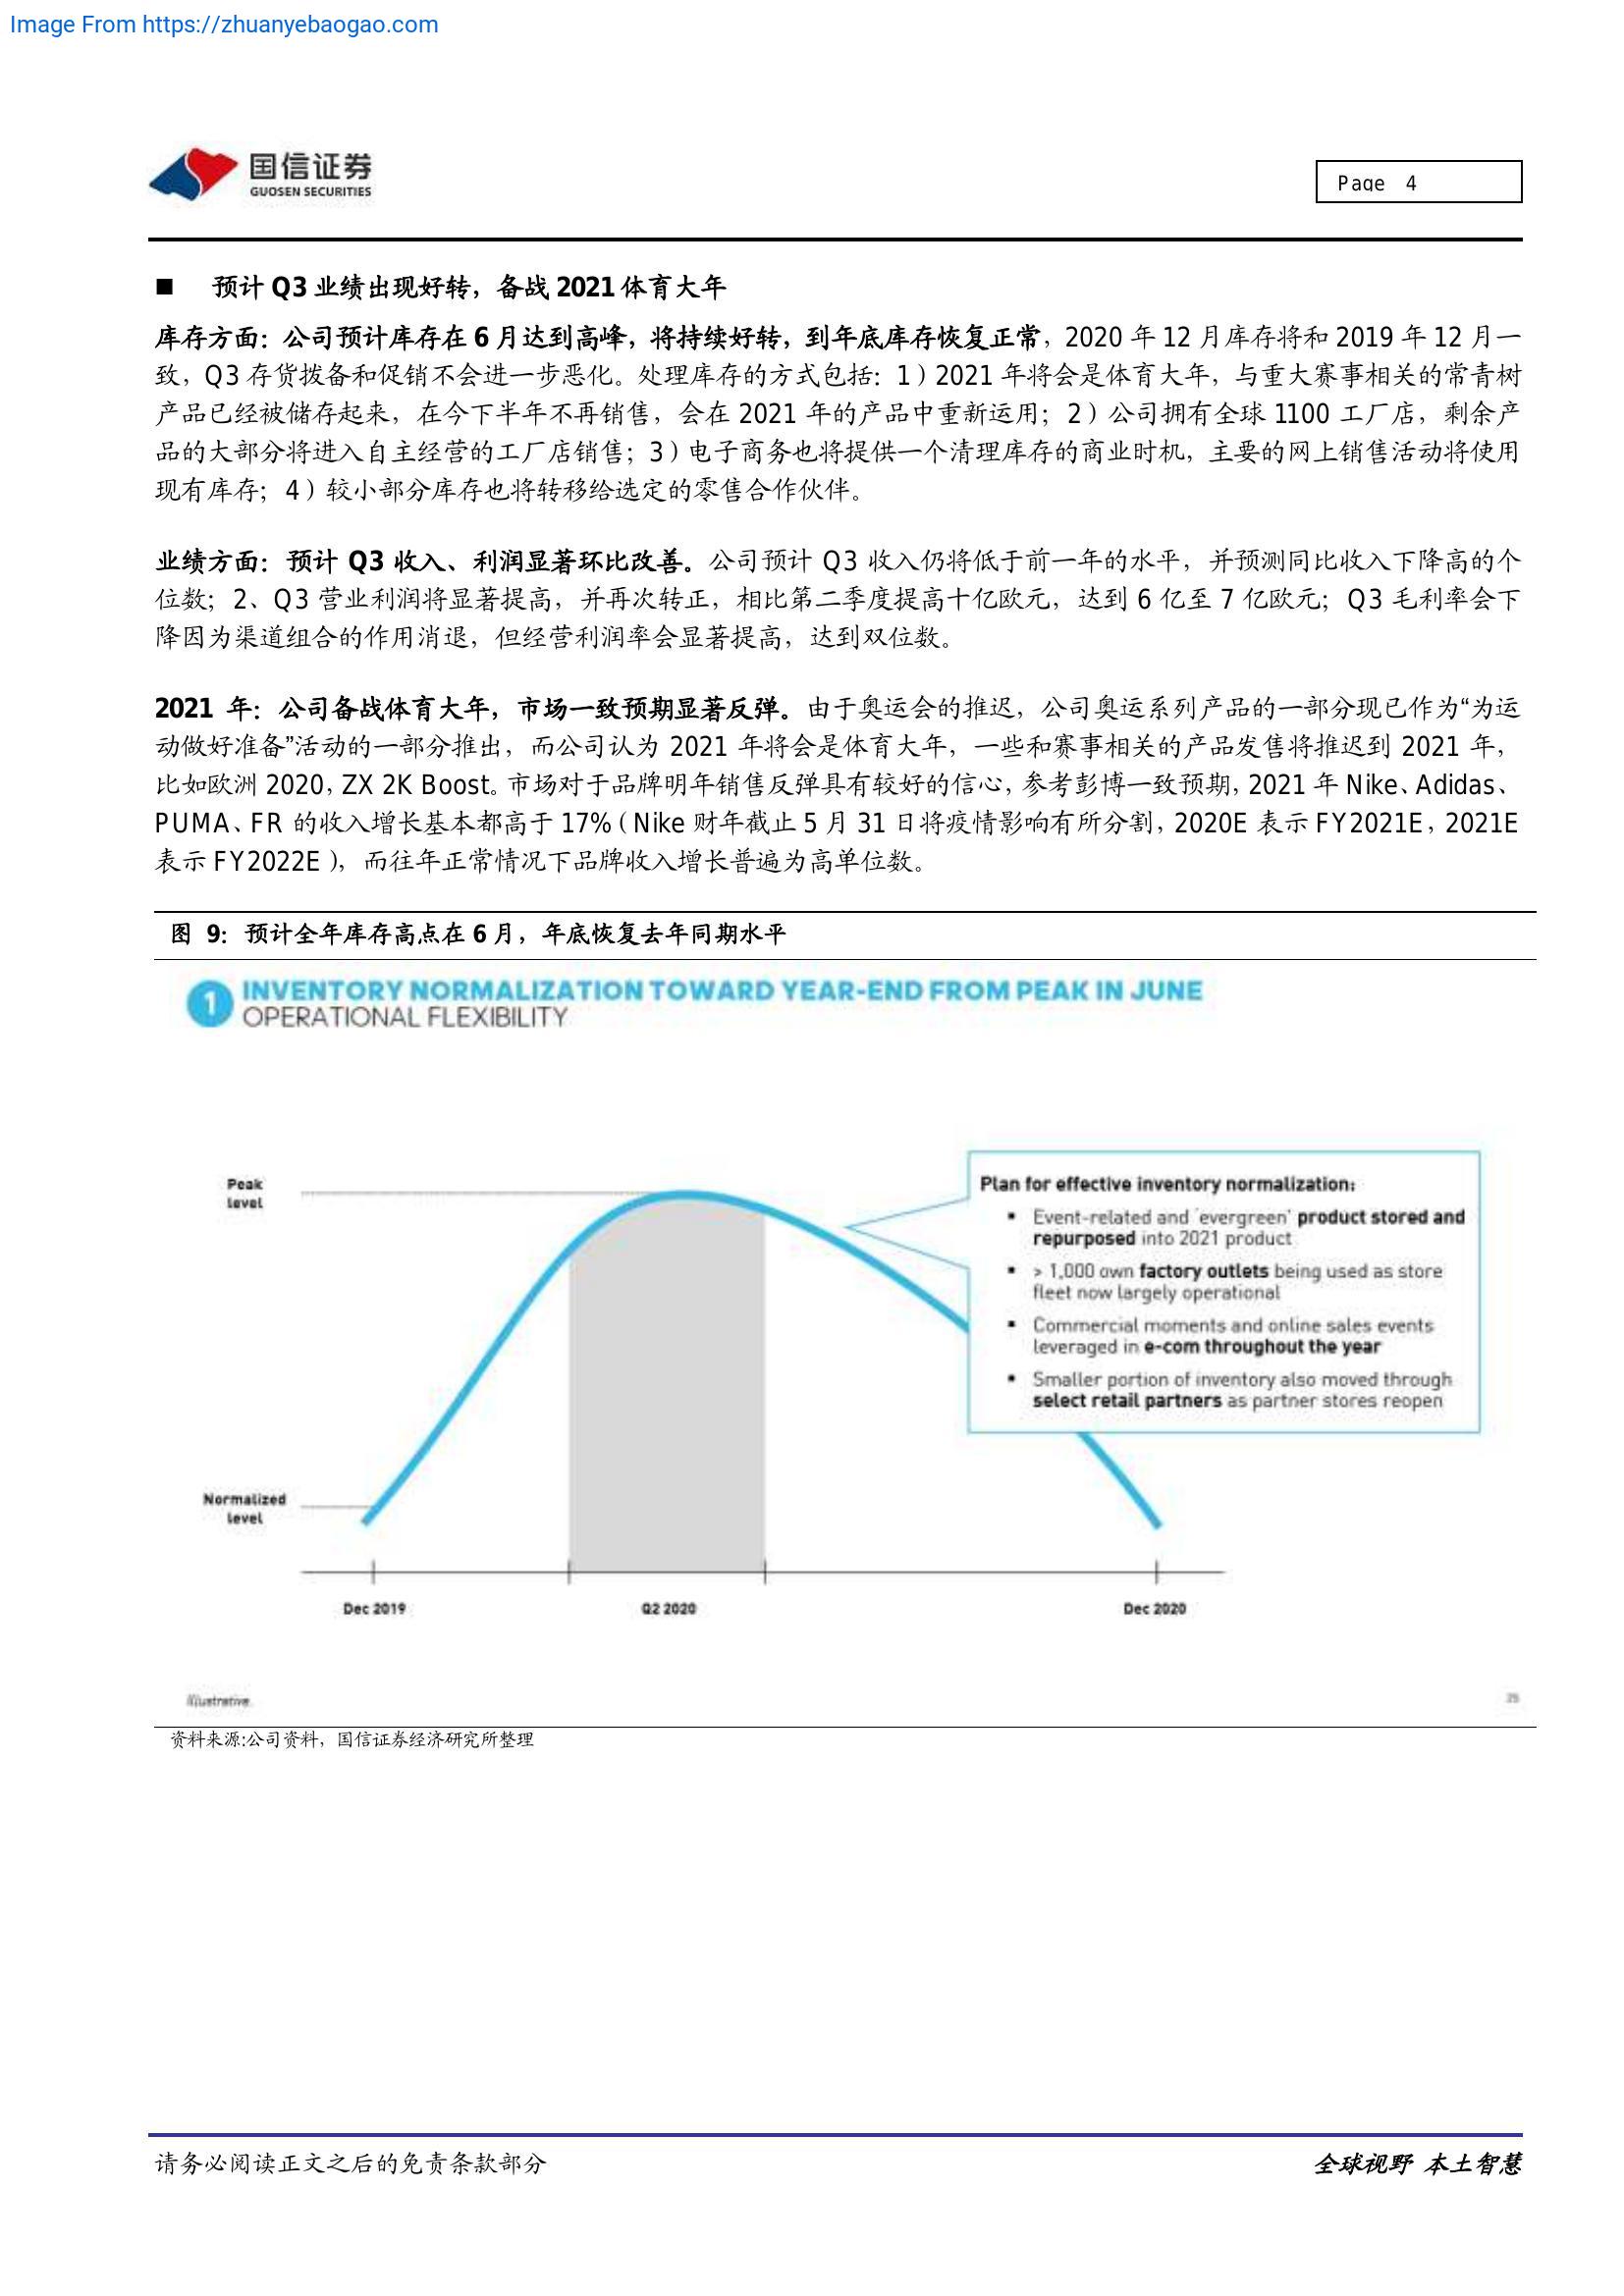 Image From https://zhuanyebaogao.com
国信证券
GUOSEN SECURITIES
Page 4
■ 预计 Q3 业绩出现好转，备战 2021 体育大年
库存方面：公司预计库存在 6 月达到高峰，将持续好转，到年底库存恢复正常，2020 年 12 月库存将和 2019 年 12 月一
致，Q3 存货拨备和促销不会进一步恶化。处理库存的方式包括：1）2021 年将会是体育大年，与重大赛事相关的常青树
产品已经被储存起来，在今下半年不再销售，会在 2021 年的产品中重新运用；2）公司拥有全球 1100 工厂店，剩余产
品的大部分将进入自主经营的工厂店销售；3）电子商务也将提供一个清理库存的商业时机，主要的网上销售活动将使用
现有库存；4）较小部分库存也将转移给选定的零售合作伙伴。
业绩方面：预计 Q3 收入、利润显著环比改善。公司预计 Q3 收入仍将低于前一年的水平，并预测同比收入下降高的个
位数；2、Q3 营业利润将显著提高，并再次转正，相比第二季度提高十亿欧元，达到 6 亿至 7 亿欧元；Q3 毛利率会下
降因为渠道组合的作用消退，但经营利润率会显著提高，达到双位数。
2021 年：公司备战体育大年，市场一致预期显著反弹。由于奥运会的推迟，公司奥运系列产品的一部分现已作为“为运
动做好准备”活动的一部分推出，而公司认为 2021 年将会是体育大年，一些和赛事相关的产品发售将推迟到 2021 年，
比如欧洲 2020，ZX 2K Boost。市场对于品牌明年销售反弹具有较好的信心，参考彭博一致预期，2021 年 Nike、Adidas、
PUMA、FR 的收入增长基本都高于 17%（Nike 财年截止 5 月 31 日将疫情影响有所分割，2020E 表示 FY2021E，2021E
表示 FY2022E），而往年正常情况下品牌收入增长普遍为高单位数。
图 9：预计全年库存高点在 6 月，年底恢复去年同期水平
1 INVENTORY NORMALIZATION TOWARD YEAR-END FROM PEAK IN JUNE
OPERATIONAL FLEXIBILITY
Peak
level
Plan for effective inventory normalization:
▪ Event-related and 'evergreen' product stored and
repurposed into 2021 product
▪ > 1,000 own factory outlets being used as store
fleet now largely operational
▪ Commercial moments and online sales events
leveraged in e-com throughout the year
▪ Smaller portion of inventory also moved through
select retail partners as partner stores reopen
Normalized
level
Dec 2019
Q2 2020
Dec 2020
Illustrative
25
资料来源:公司资料，国信证券经济研究所整理
请务必阅读正文之后的免责条款部分
全球视野 本土智慧